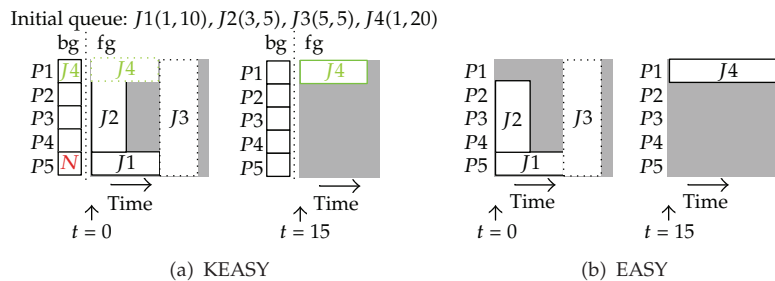 Initial queue: J1(1, 10), J2(3, 5), J3(5, 5), J4(1, 20)
bg fg
P1 J4 J4
P2
P3 J2 J3
P4
P5 N J1
Time
t = 0
bg fg
P1 J4
P2
P3
P4
P5
Time
t = 15
(a) KEASY
P1
P2
P3 J2 J3
P4
P5 J1
Time
t = 0
P1 J4
P2
P3
P4
P5
Time
t = 15
(b) EASY